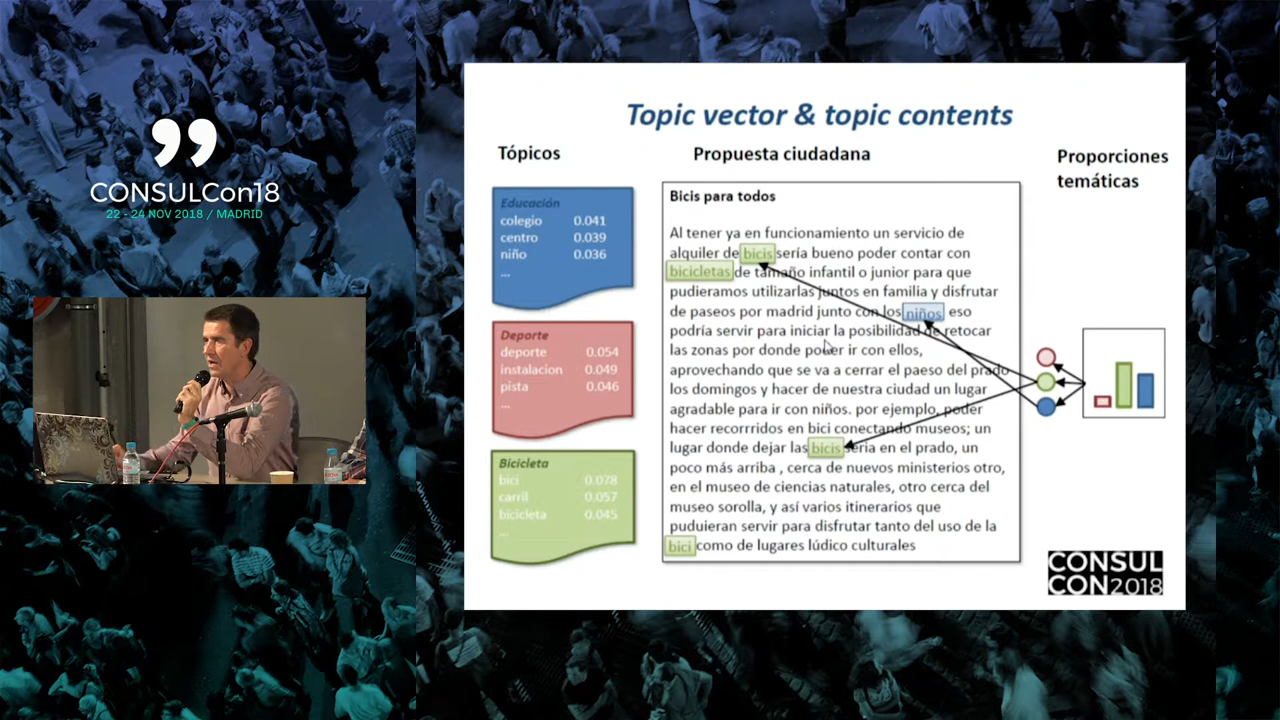 CONSULCon18
22 - 24 NOV 2018 / MADRID
Topic vector & topic contents
Tópicos
Educación
colegio 0.041
centro 0.039
niño 0.036
...
Deporte
deporte 0.054
instalacion 0.049
pista 0.046
...
Bicicleta
bici 0.078
carril 0.057
bicicleta 0.045
...
Propuesta ciudadana
Bicis para todos
Al tener ya en funcionamiento un servicio de
alquiler de bicis sería bueno poder contar con
bicicletas de tamaño infantil o junior para que
pudieramos utilizarlas juntos en familia y disfrutar
de paseos por madrid junto con los niños eso
podría servir para iniciar la posibilidad de retocar
las zonas por donde poder ir con ellos,
aprovechando que se va a cerrar el paeso del prado
los domingos y hacer de nuestra ciudad un lugar
agradable para ir con niños. por ejemplo, poder
hacer recorrridos en bici conectando museos; un
lugar donde dejar las bicis seria en el prado, un
poco más arriba , cerca de nuevos ministerios otro,
en el museo de ciencias naturales, otro cerca del
museo sorolla, y así varios itinerarios que
puduieran servir para disfrutar tanto del uso de la
bici como de lugares lúdico culturales
Proporciones
temáticas
CONSUL
CON2018